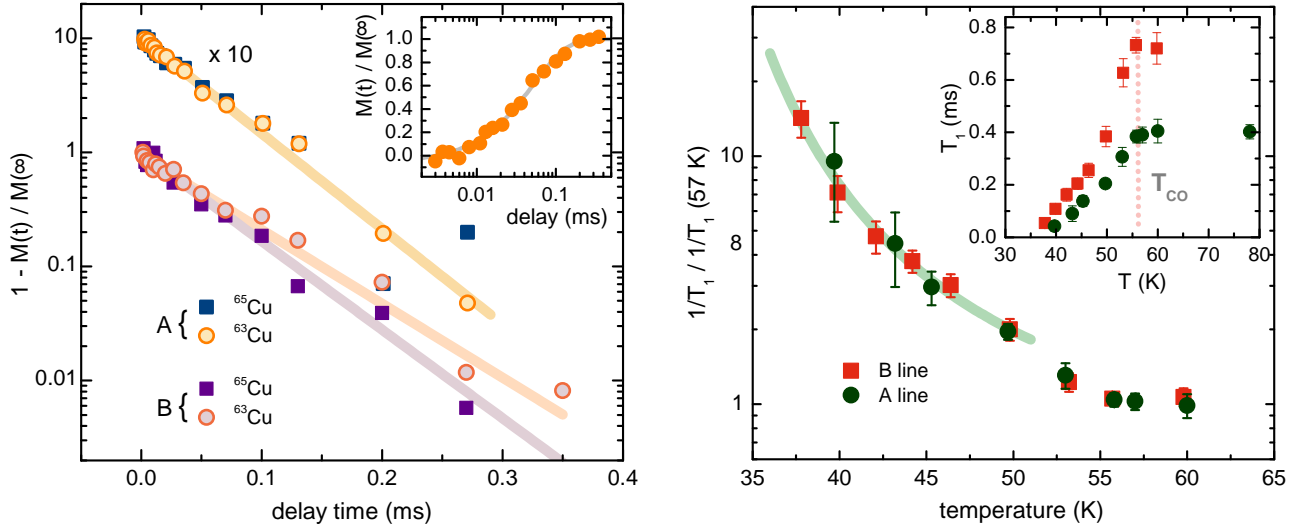 10
1
0.1
0.01
1 - M(t) / M(∞)
0.0
0.1
0.2
0.3
0.4
delay time (ms)
x 10
A { ⁶⁵Cu
⁶³Cu
B { ⁶⁵Cu
⁶³Cu
1.0
0.8
0.6
0.4
0.2
0.0
M(t) / M(∞)
0.01
0.1
delay (ms)
10
8
1
1/T₁ / 1/T₁ (57 K)
35
40
45
50
55
60
temperature (K)
B line
A line
0.8
0.6
0.4
0.2
0.0
T₁ (ms)
30
40
50
60
70
80
T (K)
T_CO